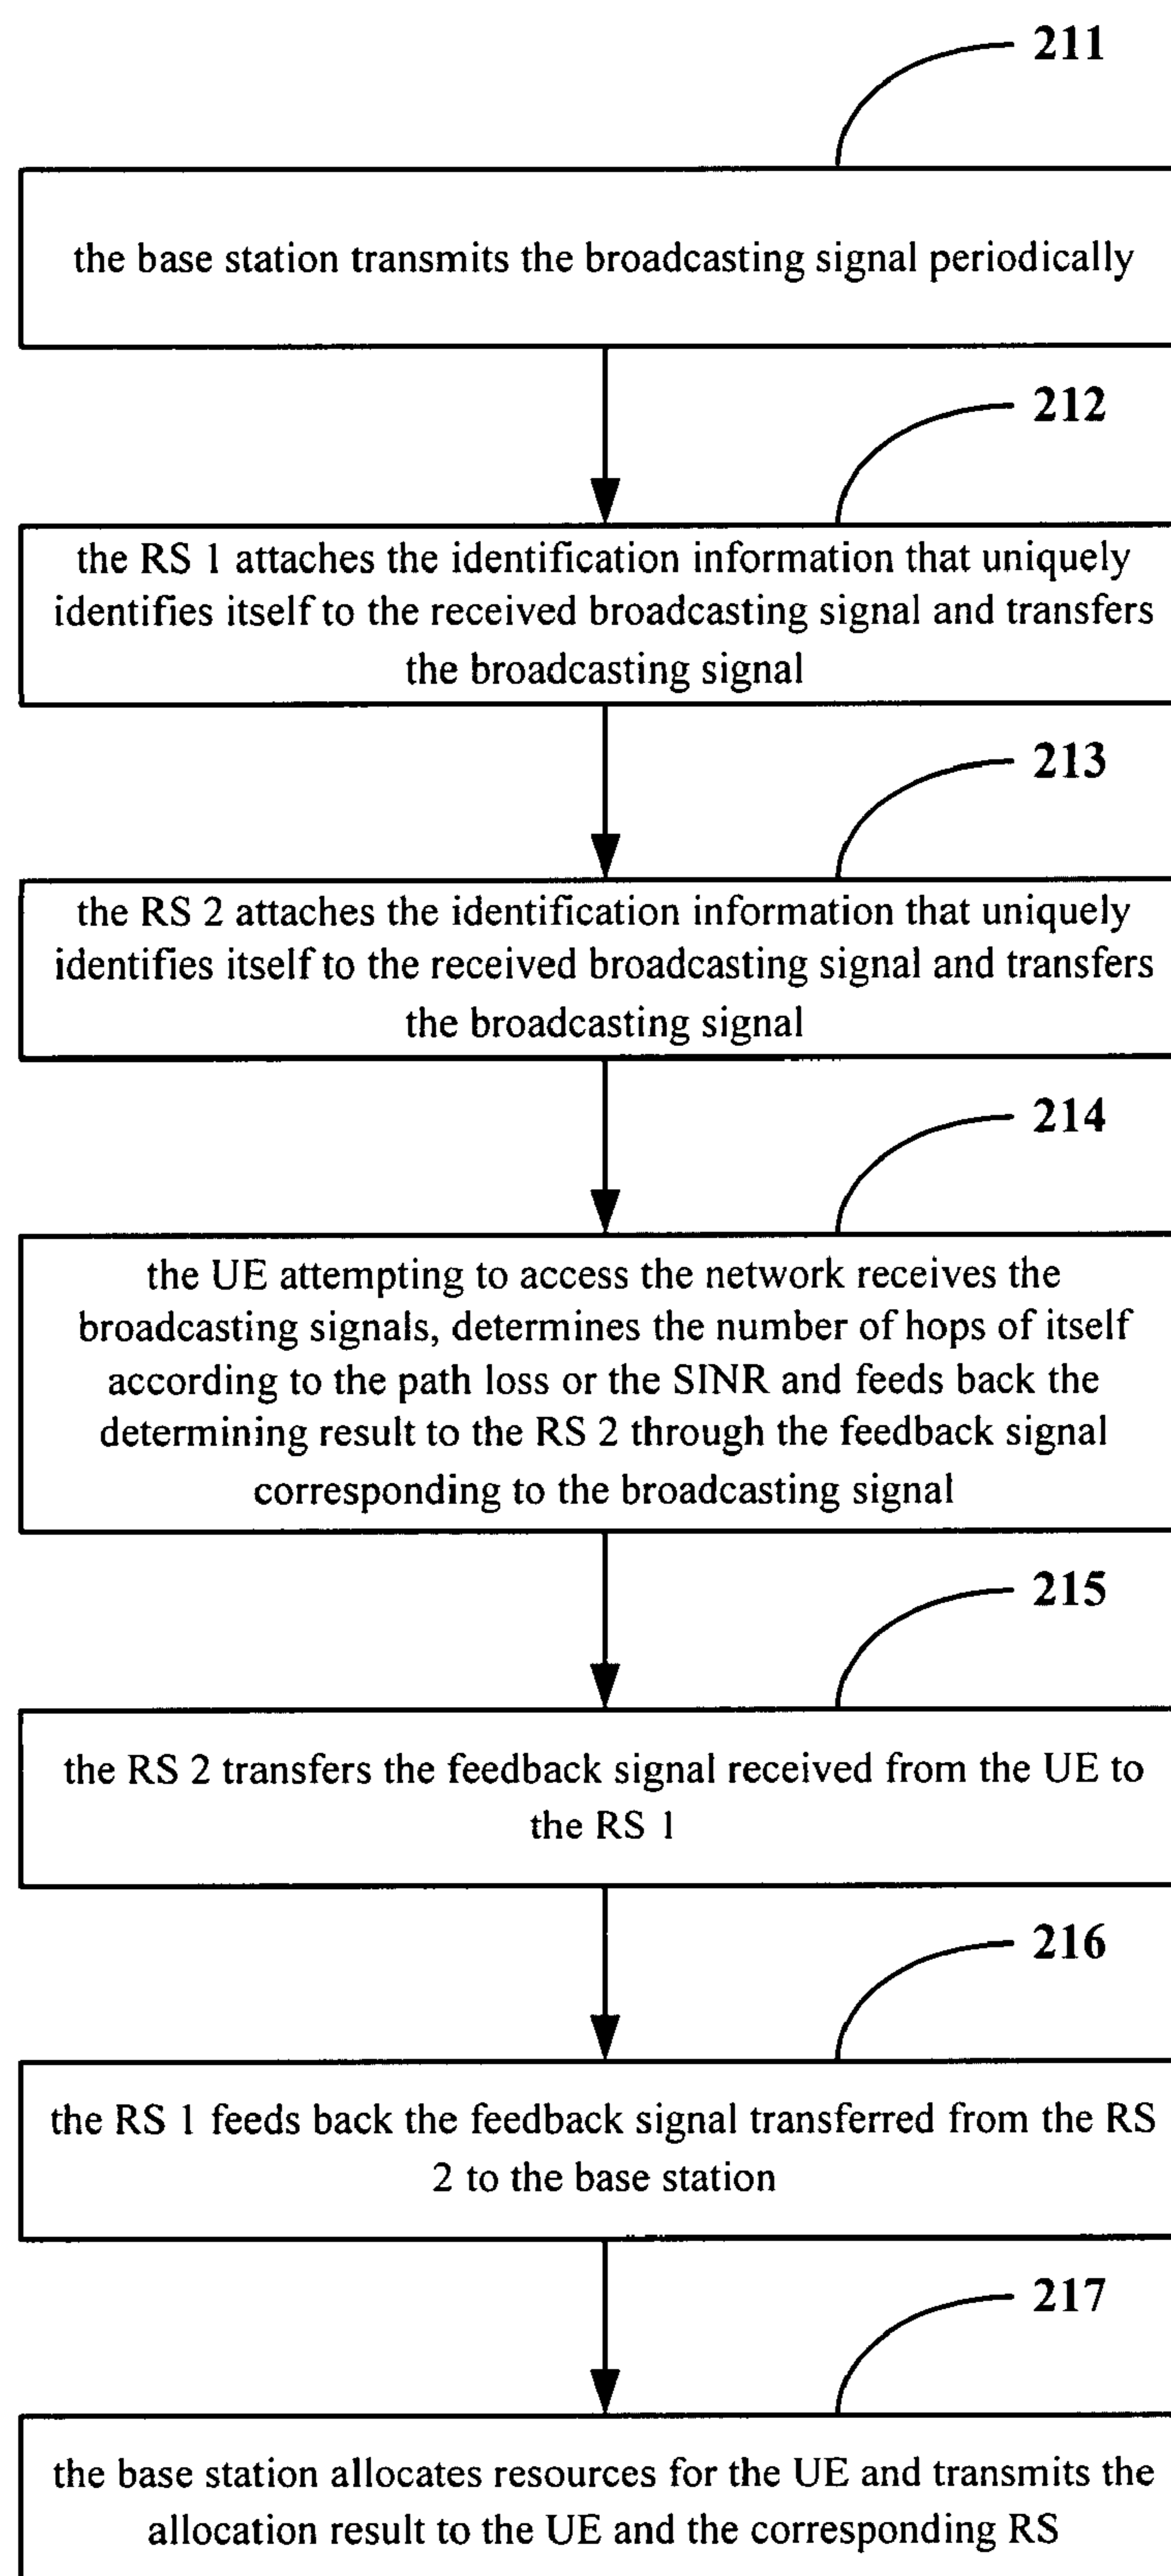 211
the base station transmits the broadcasting signal periodically
212
the RS 1 attaches the identification information that uniquely
identifies itself to the received broadcasting signal and transfers
the broadcasting signal
213
the RS 2 attaches the identification information that uniquely
identifies itself to the received broadcasting signal and transfers
the broadcasting signal
214
the UE attempting to access the network receives the
broadcasting signals, determines the number of hops of itself
according to the path loss or the SINR and feeds back the
determining result to the RS 2 through the feedback signal
corresponding to the broadcasting signal
215
the RS 2 transfers the feedback signal received from the UE to
the RS 1
216
the RS 1 feeds back the feedback signal transferred from the RS
2 to the base station
217
the base station allocates resources for the UE and transmits the
allocation result to the UE and the corresponding RS